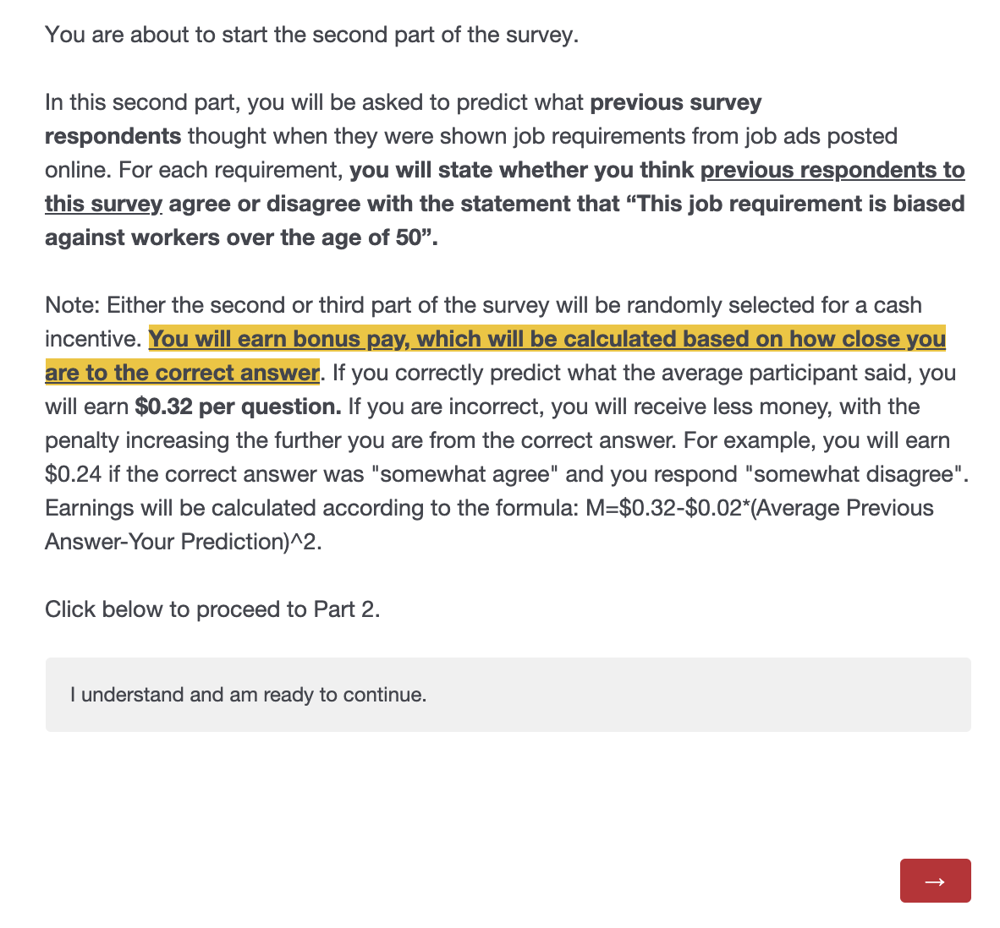 You are about to start the second part of the survey.
In this second part, you will be asked to predict what previous survey
respondents thought when they were shown job requirements from job ads posted
online. For each requirement, you will state whether you think previous respondents to
this survey agree or disagree with the statement that “This job requirement is biased
against workers over the age of 50”.
Note: Either the second or third part of the survey will be randomly selected for a cash
incentive. You will earn bonus pay, which will be calculated based on how close you
are to the correct answer. If you correctly predict what the average participant said, you
will earn $0.32 per question. If you are incorrect, you will receive less money, with the
penalty increasing the further you are from the correct answer. For example, you will earn
$0.24 if the correct answer was "somewhat agree" and you respond "somewhat disagree".
Earnings will be calculated according to the formula: M=$0.32-$0.02*(Average Previous
Answer-Your Prediction)^2.
Click below to proceed to Part 2.
I understand and am ready to continue.
→